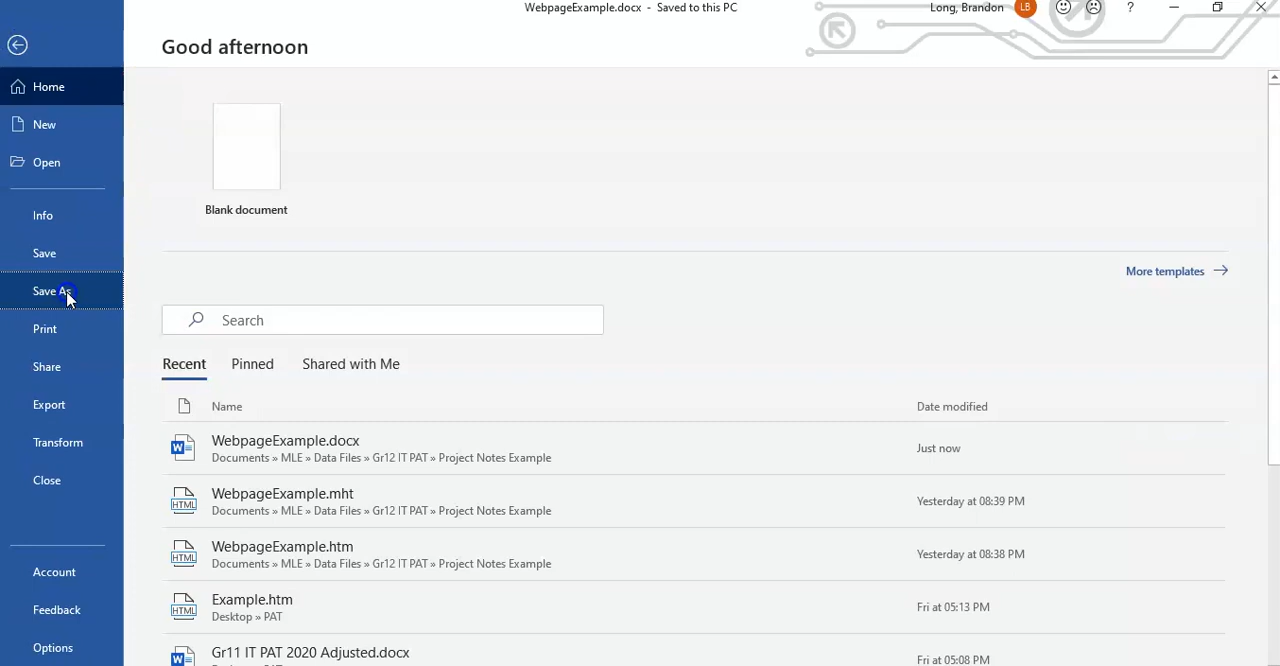 WebpageExample.docx - Saved to this PC
Long, Brandon LB ?
Good afternoon
Home
New
Open
Info
Save
Save As
Print
Share
Export
Transform
Close
Account
Feedback
Options
Blank document
More templates
Search
Recent Pinned Shared with Me
Name Date modified
WebpageExample.docx
Documents » MLE » Data Files » Gr12 IT PAT » Project Notes Example
Just now
WebpageExample.mht
Documents » MLE » Data Files » Gr12 IT PAT » Project Notes Example
Yesterday at 08:39 PM
WebpageExample.htm
Documents » MLE » Data Files » Gr12 IT PAT » Project Notes Example
Yesterday at 08:38 PM
Example.htm
Desktop » PAT
Fri at 05:13 PM
Gr11 IT PAT 2020 Adjusted.docx
Fri at 05:08 PM
W
HTML
HTML
HTML
W